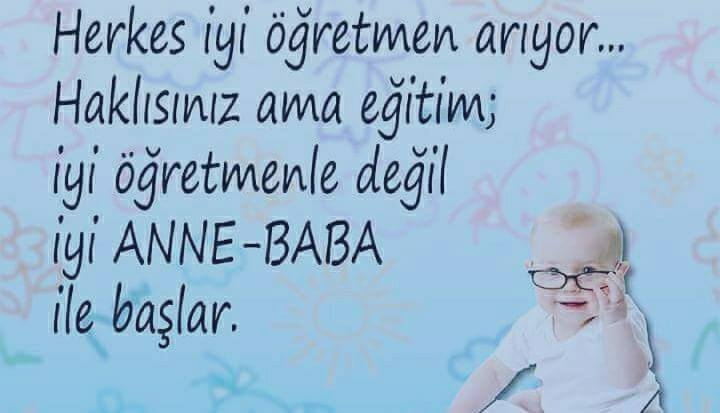 Herkes iyi öğretmen arıyor...
Haklısınız ama eğitim;
iyi öğretmenle değil
iyi ANNE-BABA
ile başlar.